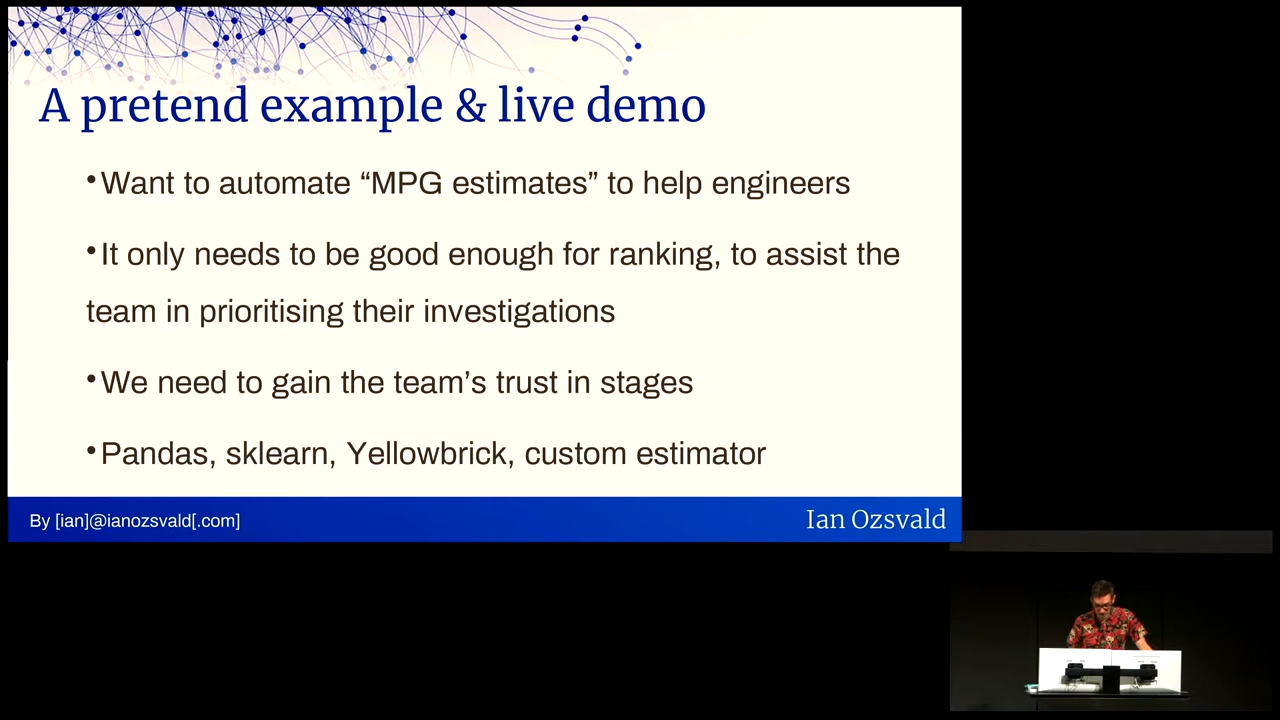 A pretend example & live demo
•Want to automate “MPG estimates” to help engineers
•It only needs to be good enough for ranking, to assist the
team in prioritising their investigations
•We need to gain the team’s trust in stages
•Pandas, sklearn, Yellowbrick, custom estimator
By [ian]@ianozsvald[.com]
Ian Ozsvald